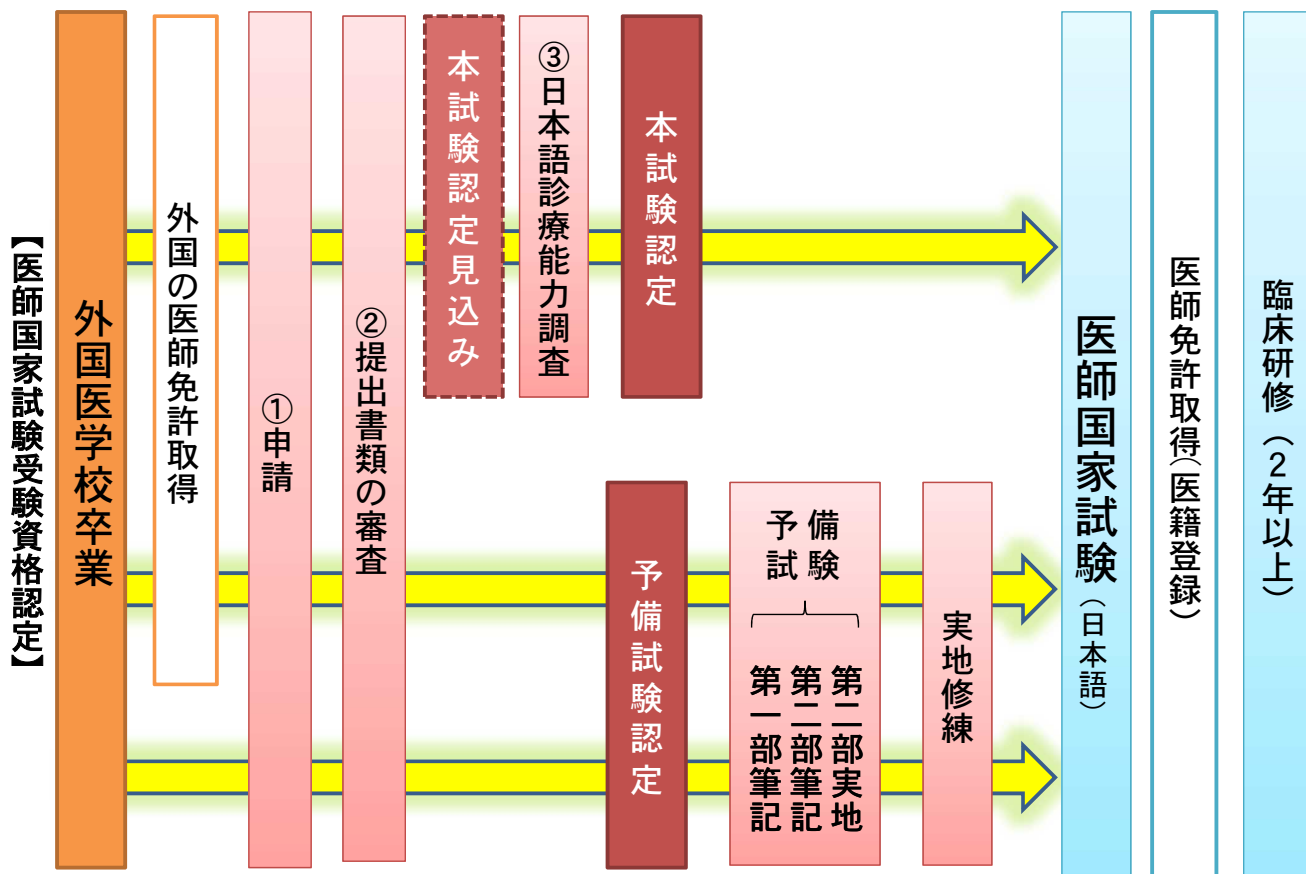 【医師国家試験受験資格認定】
外国医学校卒業
外国の医師免許取得
①申請
②提出書類の審査
本試験認定見込み
③日本語診療能力調査
本試験認定
予備試験認定
予備
試験
第一部筆記
第二部筆記
第二部実地
実地修練
医師国家試験（日本語）
医師免許取得（医籍登録）
臨床研修（2年以上）